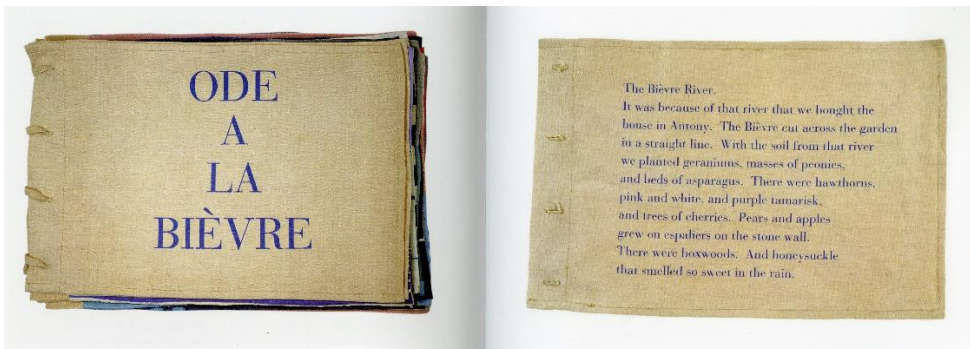 ODE
A
LA
BIÈVRE
The Bièvre River.
It was because of that river that we bought the
house in Antony. The Bièvre cut across the garden
in a straight line. With the soil from that river
we planted geraniums, masses of peonies,
and beds of asparagus. There were hawthorns,
pink and white, and purple tamarisk,
and trees of cherries. Pears and apples
grew on espaliers on the stone wall.
There were boxwoods. And honeysuckle
that smelled so sweet in the rain.